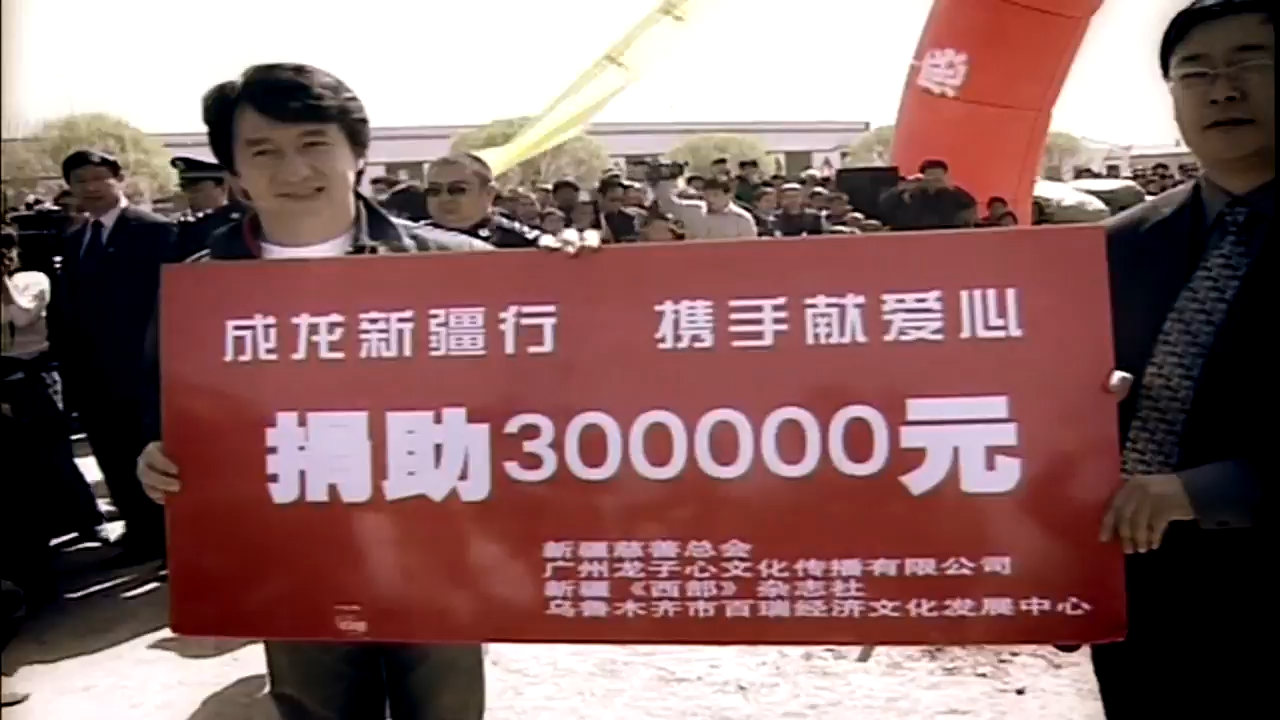 成龙新疆行 携手献爱心
捐助300000元
新疆慈善总会
广州龙子心文化传播有限公司
新疆《西部》杂志社
乌鲁木齐市百瑞经济文化发展中心